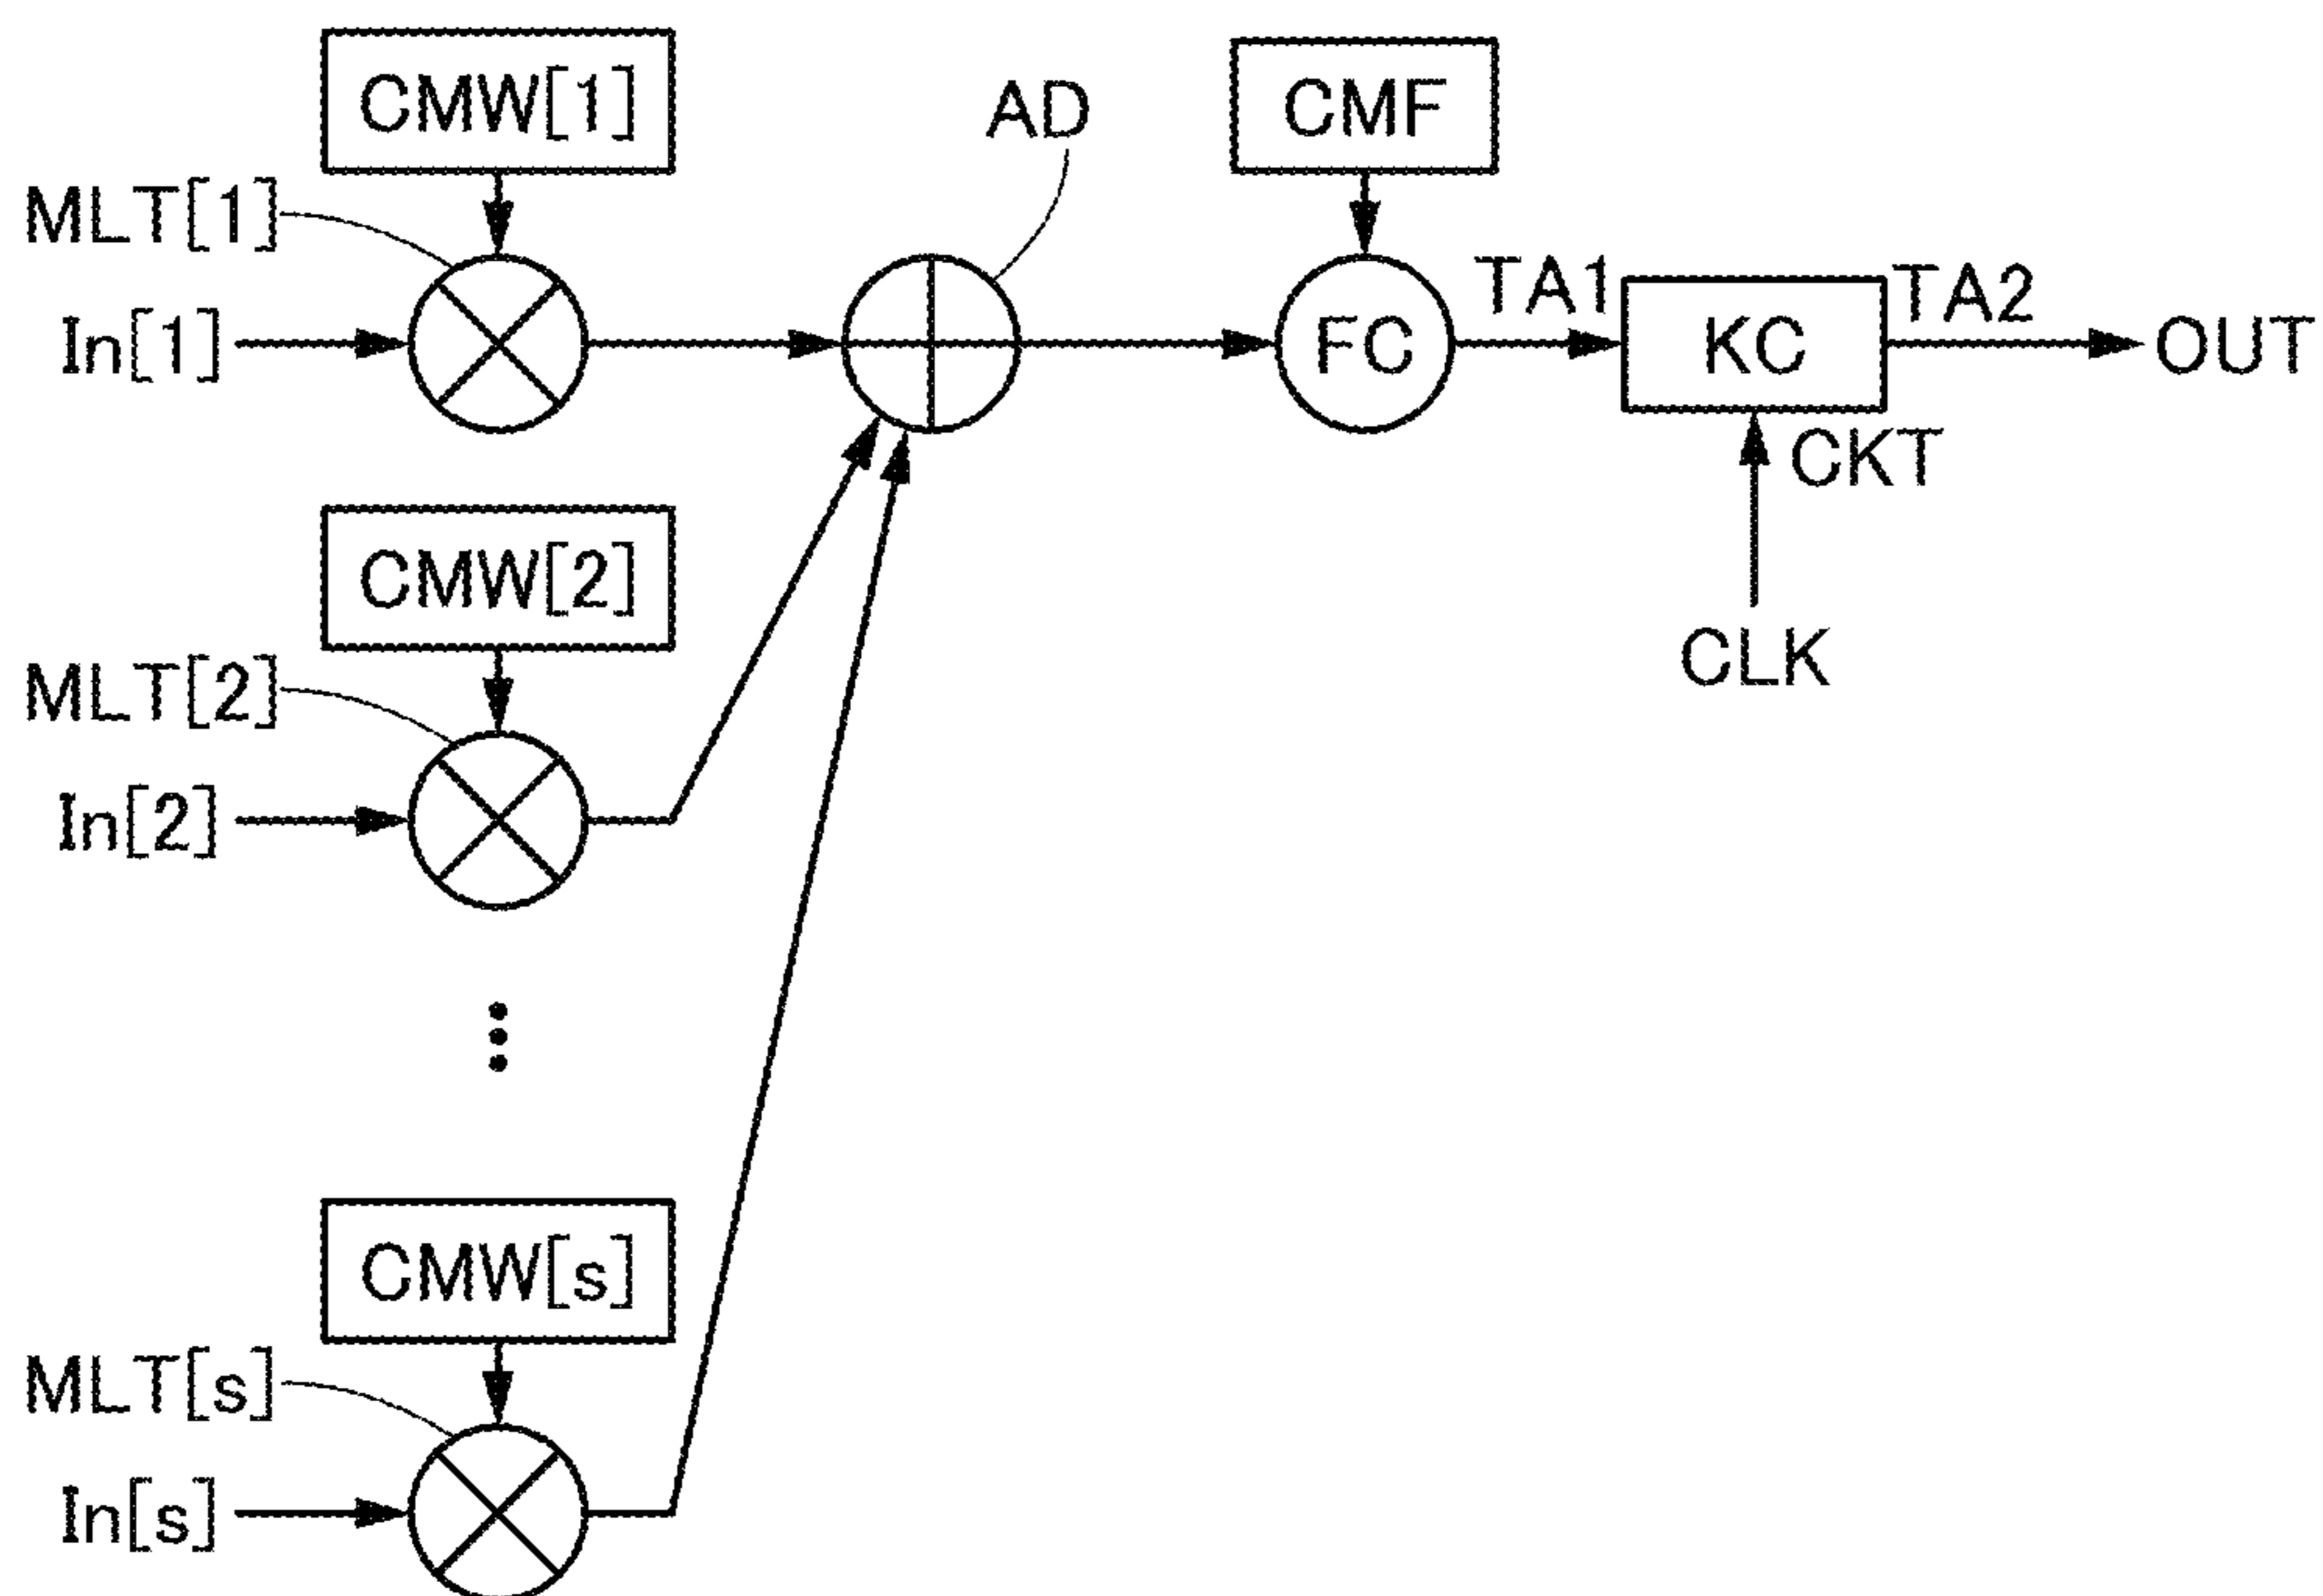 CMW[1]
AD
CMF
MLT[1]
In[1]
FC
TA1
KC
TA2
OUT
CKT
CLK
CMW[2]
MLT[2]
In[2]
CMW[s]
MLT[s]
In[s]